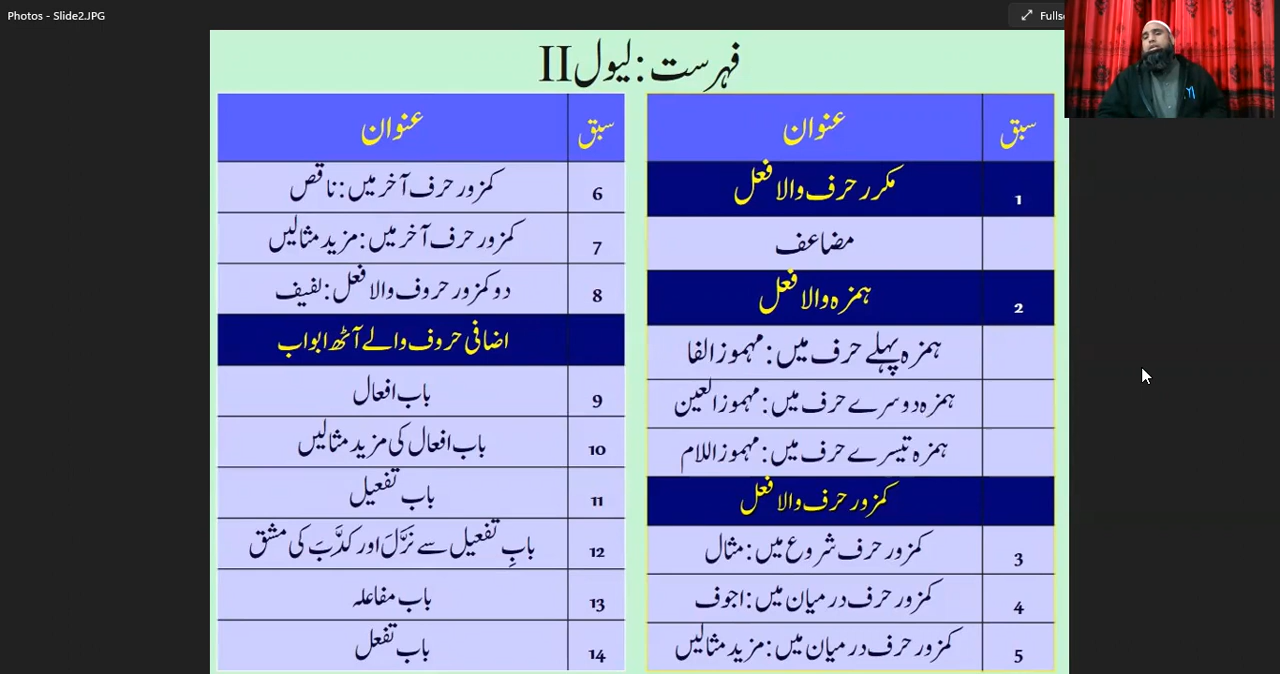 Photos - Slide2.JPG
فہرست: لیول II
سبق عنوان
1 مکرر حرف والا فعل
مضاعف
2 ہمزہ والا فعل
ہمزہ پہلے حرف میں: مہموز الفا
ہمزہ دوسرے حرف میں: مہموز العین
ہمزہ تیسرے حرف میں: مہموز اللام
کمزور حرف والا فعل
3 کمزور حرف شروع میں: مثال
4 کمزور حرف درمیان میں: اجوف
5 کمزور حرف درمیان میں: مزید مثالیں
سبق عنوان
6 کمزور حرف آخر میں: ناقص
7 کمزور حرف آخر میں: مزید مثالیں
8 دو کمزور حروف والا فعل: لفیف
اضافی حروف والے آٹھ ابواب
9 باب افعال
10 باب افعال کی مزید مثالیں
11 باب تفعیل
12 بابِ تفعیل سے نَزَّلَ اور کَذَّبَ کی مشق
13 باب مفاعلہ
14 باب تفعل